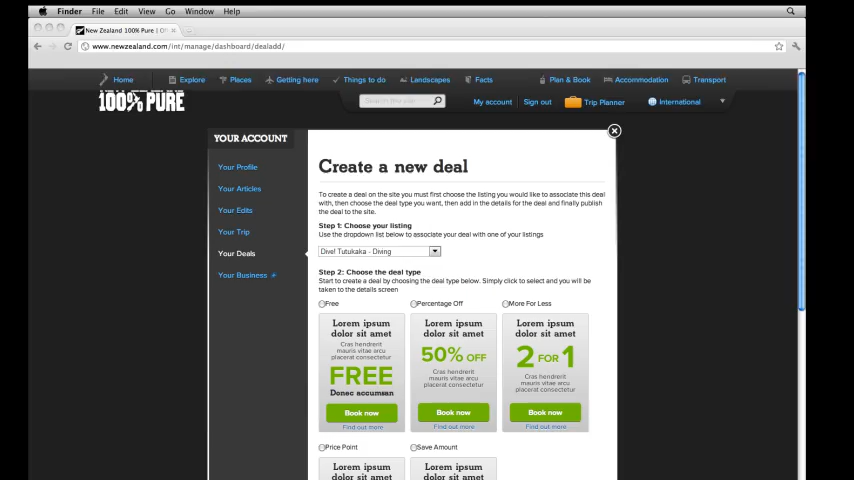 Finder File Edit View Go Window Help
New Zealand 100% Pure | Of
www.newzealand.com/int/manage/dashboard/dealadd/
Home Explore Places Getting here Things to do Landscapes Facts Plan & Book Accommodation Transport
100% PURE
My account Sign out Trip Planner International
YOUR ACCOUNT
Your Profile
Your Articles
Your Edits
Your Trip
Your Deals
Your Business
Create a new deal
To create a deal on the site you must first choose the listing you would like to associate this deal
with, then choose the deal type you want, then add in the details for the deal and finally publish
the deal to the site.
Step 1: Choose your listing
Use the dropdown list below to associate your deal with one of your listings
Dive! Tutukaka - Diving
Step 2: Choose the deal type
Start to create a deal by choosing the deal type below. Simply click to select and you will be
taken to the details screen
Free Percentage Off More For Less
Lorem ipsum
dolor sit amet
Cras hendrerit
mauris vitae arcu
placerat consectetur
FREE
Donec accumsan
Book now
Find out more
Lorem ipsum
dolor sit amet
50% OFF
Cras hendrerit
mauris vitae arcu
placerat consectetur
Book now
Find out more
Lorem ipsum
dolor sit amet
2 FOR 1
Cras hendrerit
mauris vitae arcu
placerat consectetur
Book now
Find out more
Price Point Save Amount
Lorem ipsum
Lorem ipsum